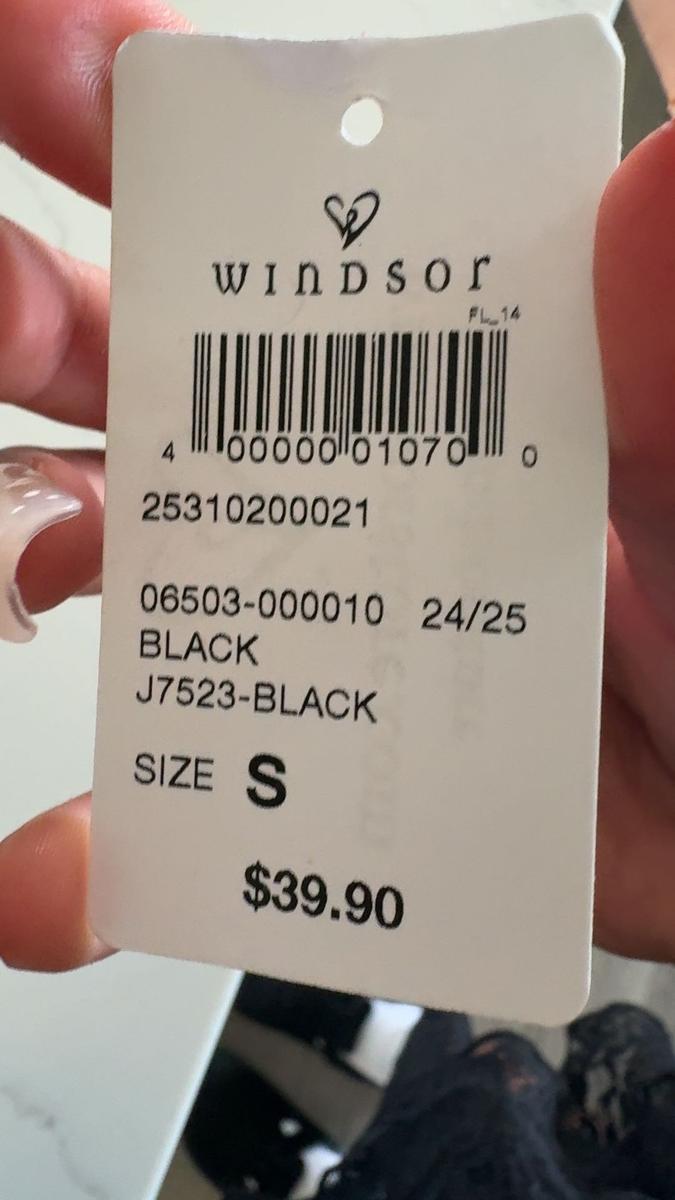 WINDSOR
FL_14
4 00000 01070 0
25310200021
06503-000010 24/25
BLACK
J7523-BLACK
SIZE S
$39.90